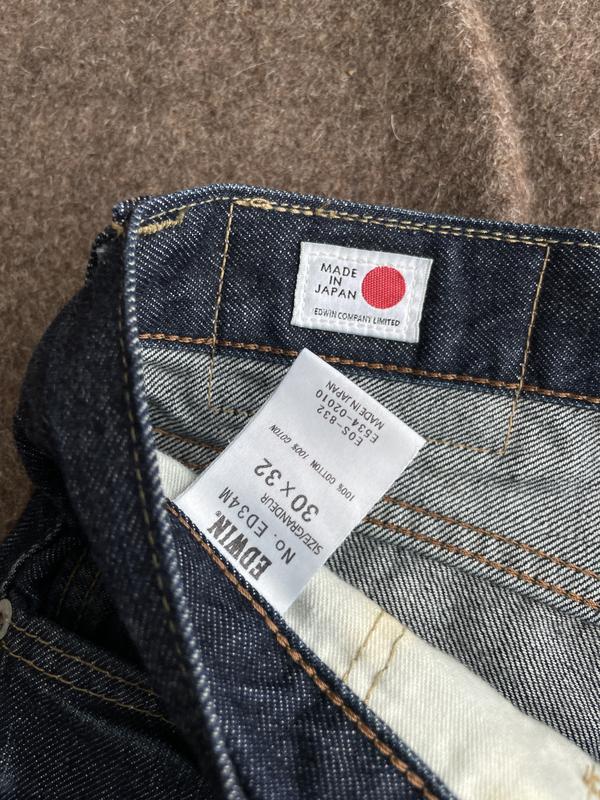 MADE
IN
JAPAN
EDWIN COMPANY LIMITED
EDWIN®
No. ED34M
SIZE/GRANDEUR
30 × 32
100% COTTON 100% COTON
EOS-832
E534-02010
MADE IN JAPAN